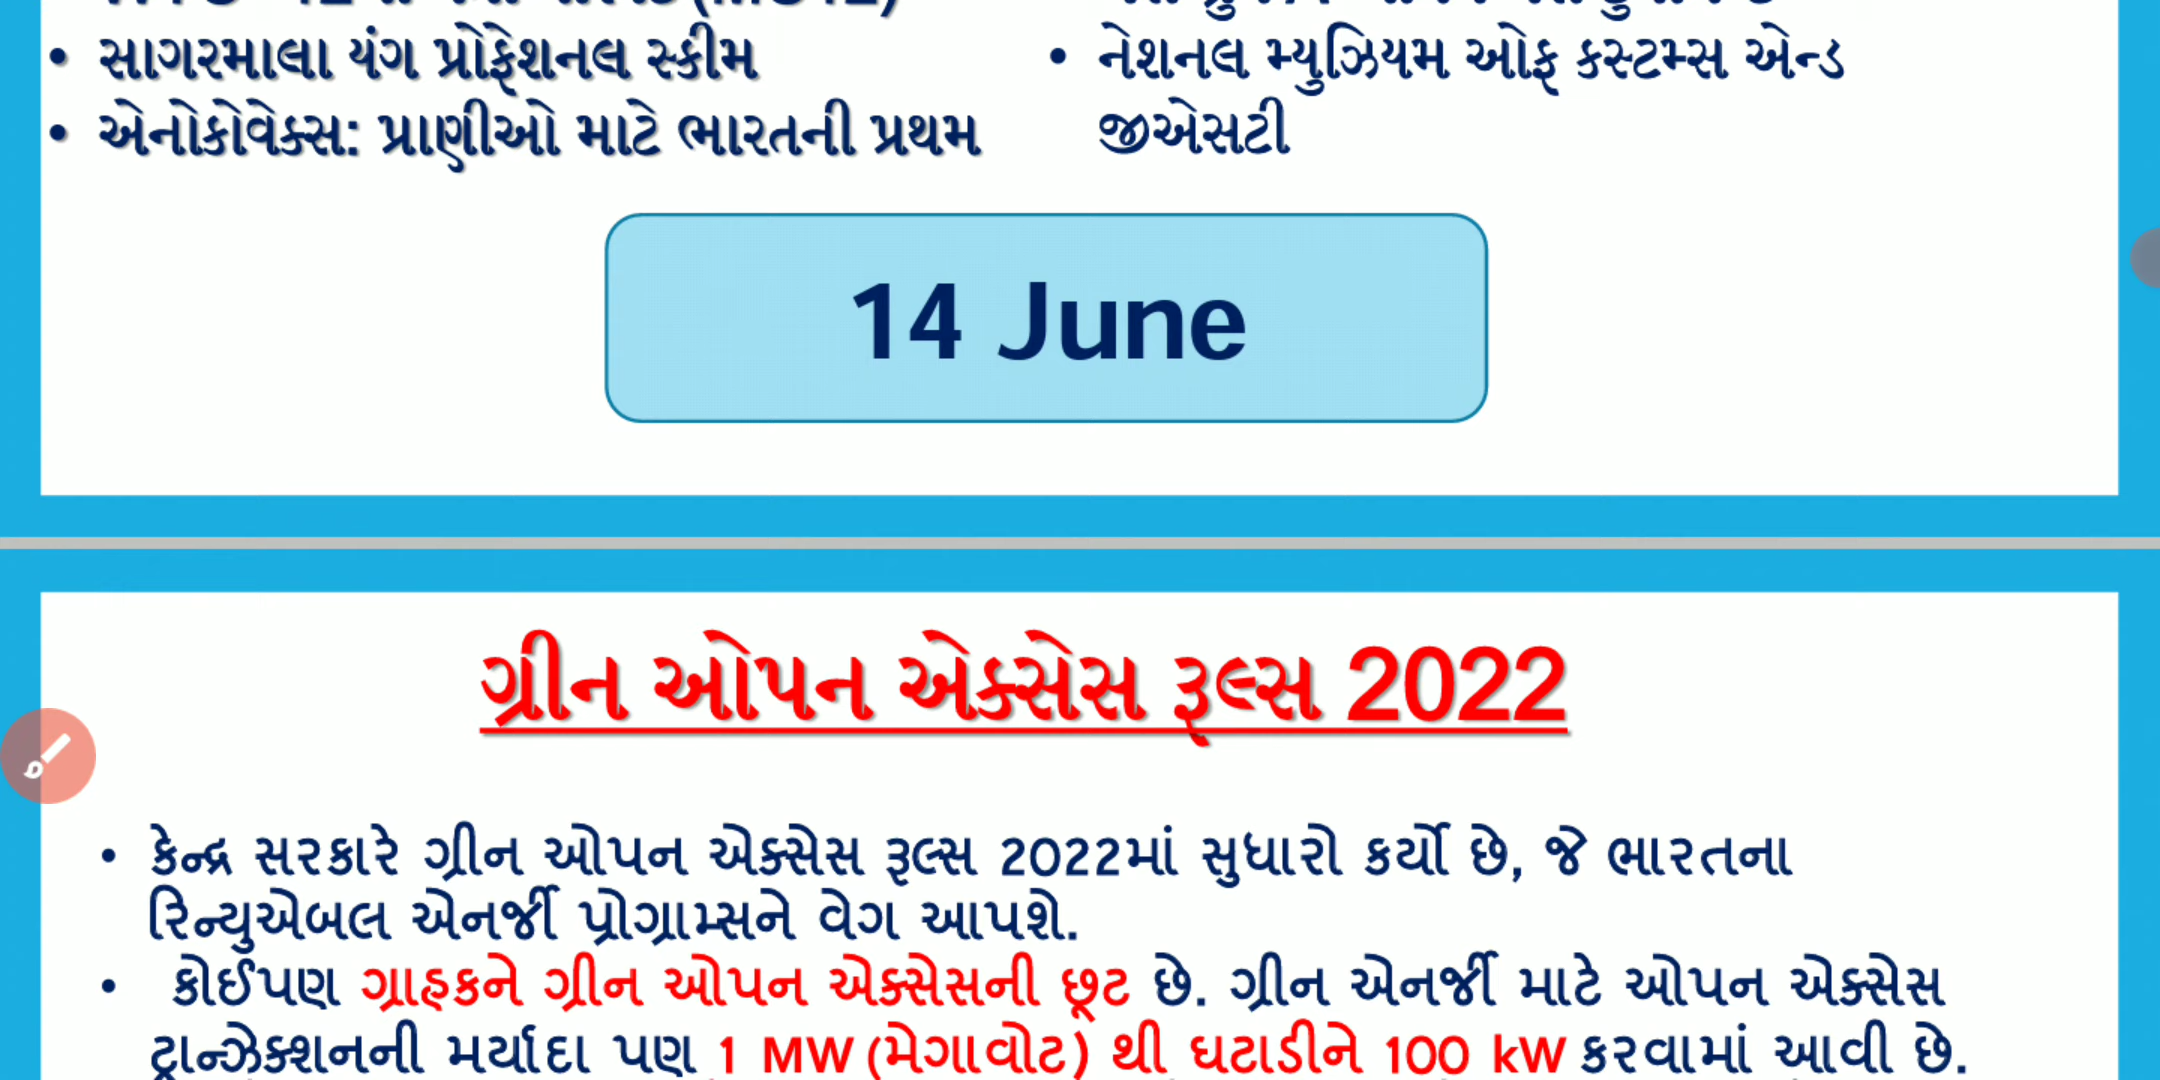 • સાગરમાલા યંગ પ્રોફેશનલ સ્કીમ
• એનોકોવેક્સ: પ્રાણીઓ માટે ભારતની પ્રથમ
• નેશનલ મ્યુઝિયમ ઓફ કસ્ટમ્સ એન્ડ
જીએસટી
14 June
ગ્રીન ઓપન એક્સેસ રૂલ્સ 2022
• કેન્દ્ર સરકારે ગ્રીન ઓપન એક્સેસ રૂલ્સ 2022માં સુધારો કર્યો છે, જે ભારતના
રિન્યુએબલ એનર્જી પ્રોગ્રામ્સને વેગ આપશે.
• કોઈપણ ગ્રાહકને ગ્રીન ઓપન એક્સેસની છૂટ છે. ગ્રીન એનર્જી માટે ઓપન એક્સેસ
ટ્રાન્ઝેક્શનની મર્યાદા પણ 1 MW (મેગાવોટ) થી ઘટાડીને 100 kW કરવામાં આવી છે.